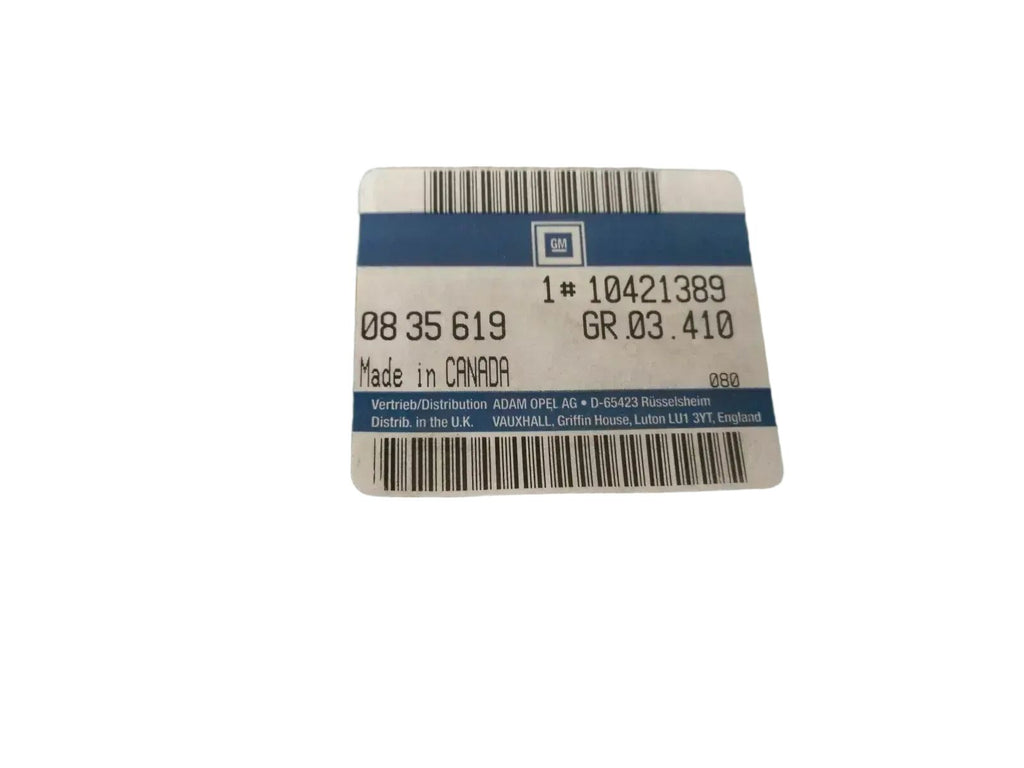 GM
1# 10421389
08 35 619 GR.03.410
Made in CANADA 080
Vertrieb/Distribution ADAM OPEL AG • D-65423 Rüsselsheim
Distrib. in the U.K. VAUXHALL, Griffin House, Luton LU1 3YT, England